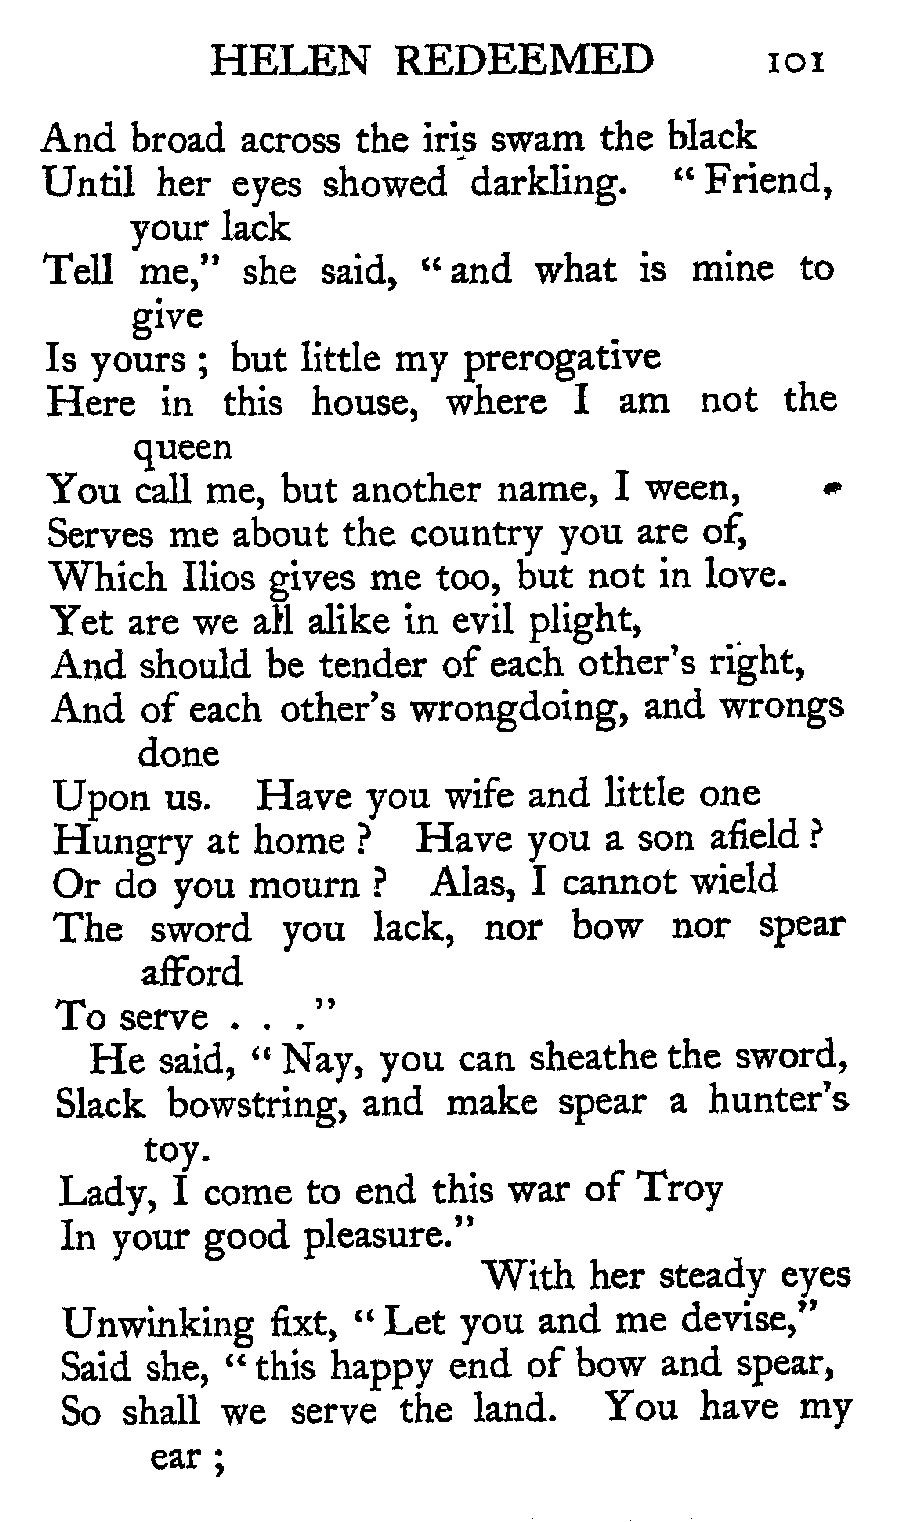 HELEN REDEEMED 101
And broad across the iris swam the black
Until her eyes showed darkling. “Friend,
your lack
Tell me,” she said, “and what is mine to
give
Is yours ; but little my prerogative
Here in this house, where I am not the
queen
You call me, but another name, I ween,
Serves me about the country you are of,
Which Ilios gives me too, but not in love.
Yet are we all alike in evil plight,
And should be tender of each other’s right,
And of each other’s wrongdoing, and wrongs
done
Upon us. Have you wife and little one
Hungry at home ? Have you a son afield ?
Or do you mourn ? Alas, I cannot wield
The sword you lack, nor bow nor spear
afford
To serve . . .”
He said, “Nay, you can sheathe the sword,
Slack bowstring, and make spear a hunter’s
toy.
Lady, I come to end this war of Troy
In your good pleasure.”
With her steady eyes
Unwinking fixt, “Let you and me devise,”
Said she, “this happy end of bow and spear,
So shall we serve the land. You have my
ear ;